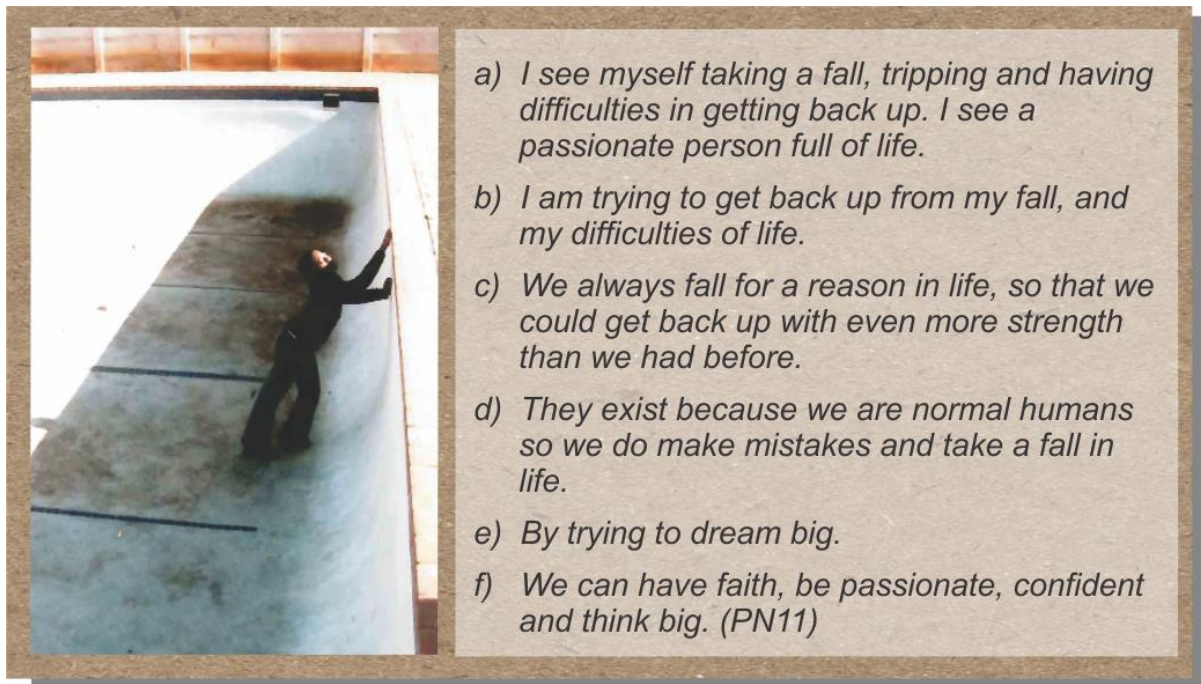 a) I see myself taking a fall, tripping and having
difficulties in getting back up. I see a
passionate person full of life.
b) I am trying to get back up from my fall, and
my difficulties of life.
c) We always fall for a reason in life, so that we
could get back up with even more strength
than we had before.
d) They exist because we are normal humans
so we do make mistakes and take a fall in
life.
e) By trying to dream big.
f) We can have faith, be passionate, confident
and think big. (PN11)